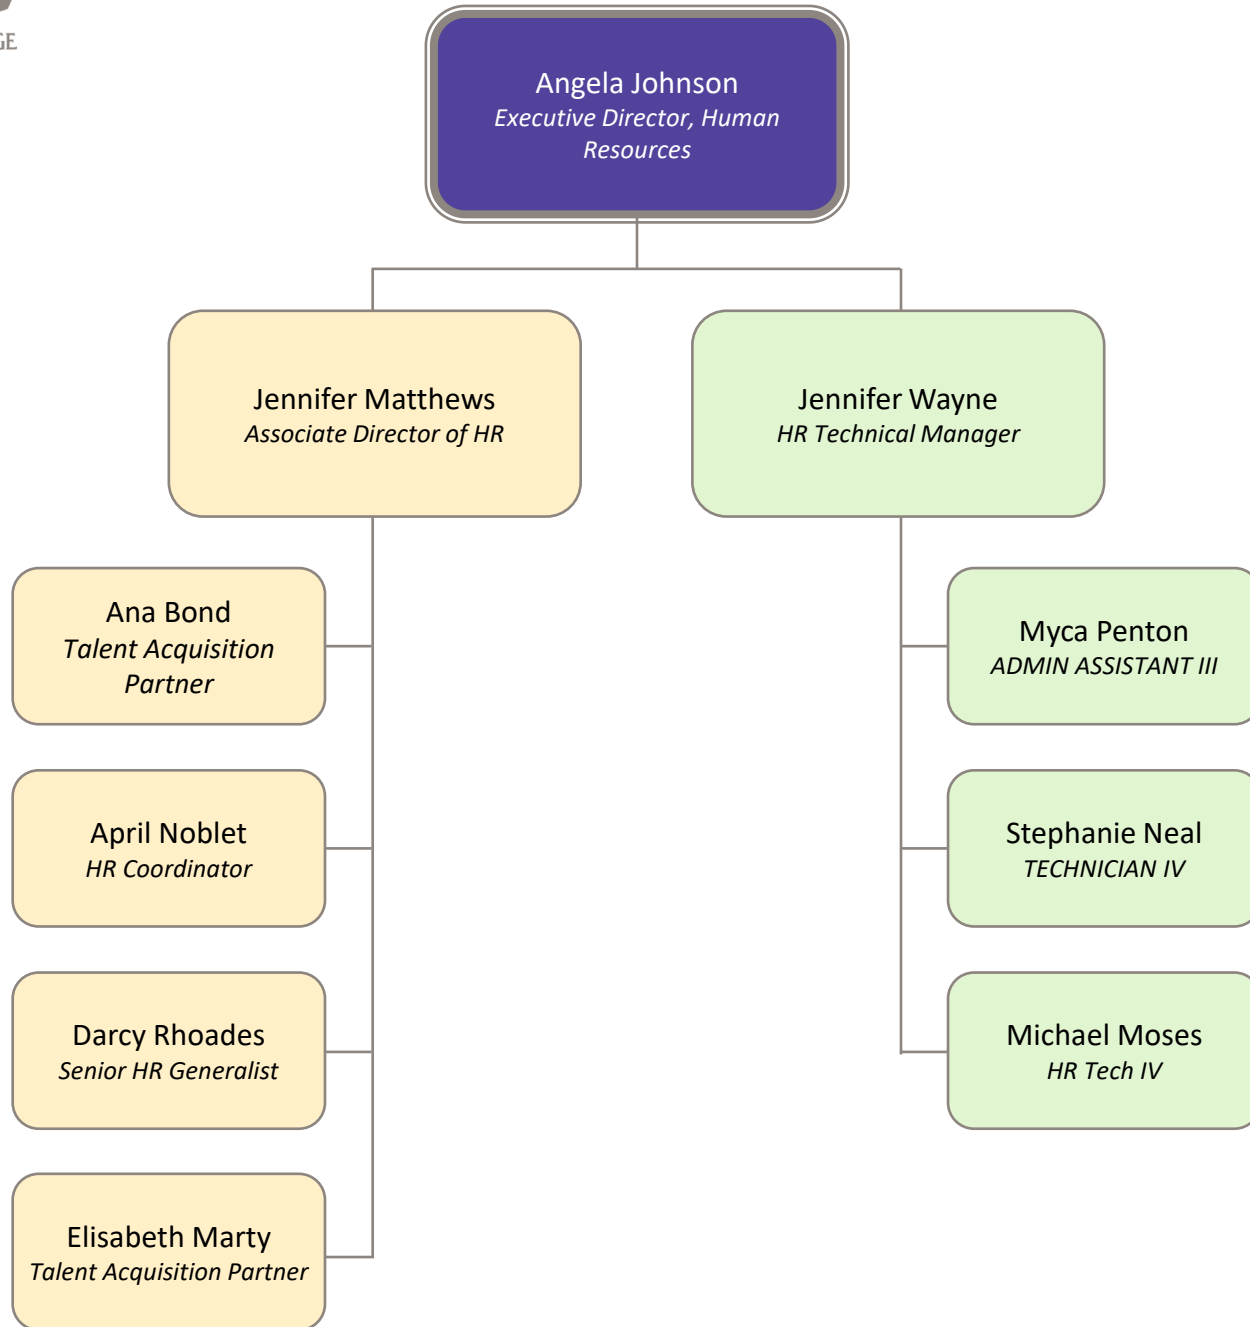 Angela Johnson
Executive Director, Human
Resources
Jennifer Matthews
Associate Director of HR
Jennifer Wayne
HR Technical Manager
Ana Bond
Talent Acquisition
Partner
Myca Penton
ADMIN ASSISTANT III
April Noblet
HR Coordinator
Stephanie Neal
TECHNICIAN IV
Darcy Rhoades
Senior HR Generalist
Michael Moses
HR Tech IV
Elisabeth Marty
Talent Acquisition Partner